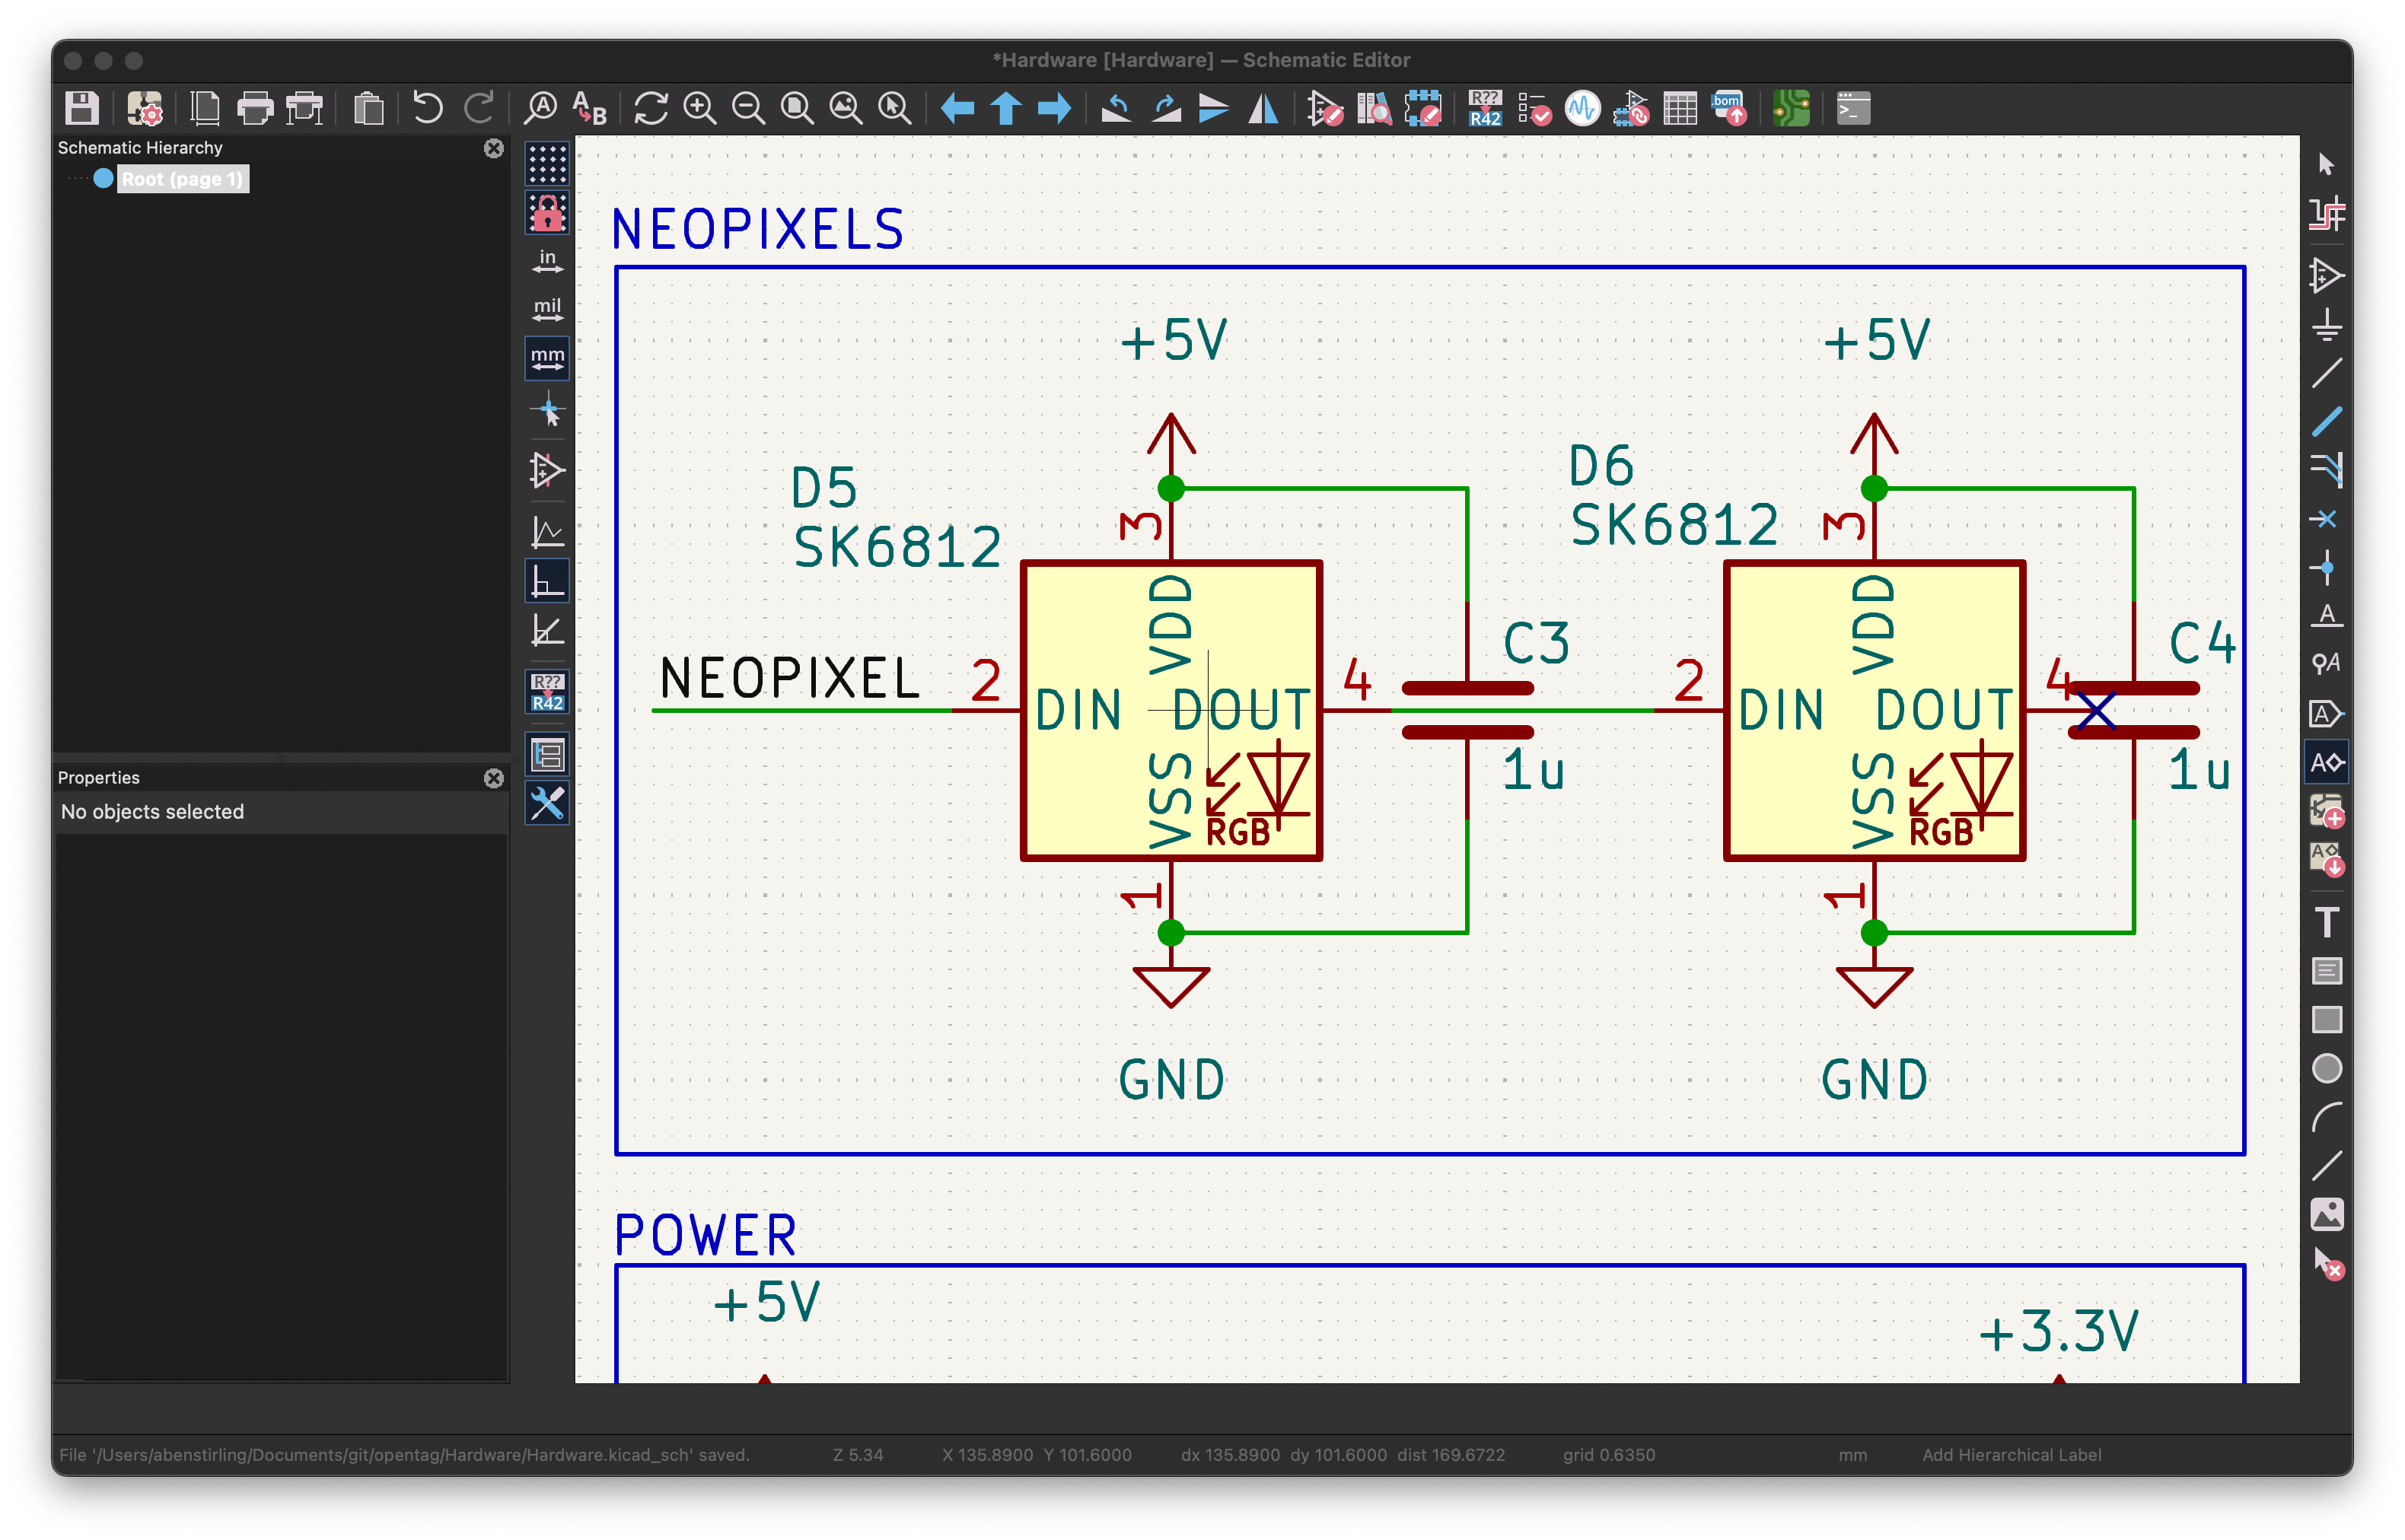 *Hardware [Hardware] — Schematic Editor
A
A B
R??
R42
.bom
>_
Schematic Hierarchy
Root (page 1)
in
mil
mm
R??
R42
Properties
No objects selected
NEOPIXELS
+5V
+5V
D5
SK6812
D6
SK6812
3
3
VDD
VDD
NEOPIXEL
2
DIN
DOUT
4
C3
2
DIN
DOUT
4
C4
VSS
RGB
1u
VSS
RGB
1u
1
1
GND
GND
POWER
+5V
+3.3V
A
A
A
A
A
T
File '/Users/abenstirling/Documents/git/opentag/Hardware/Hardware.kicad_sch' saved.
Z 5.34
X 135.8900 Y 101.6000
dx 135.8900 dy 101.6000 dist 169.6722
grid 0.6350
mm
Add Hierarchical Label